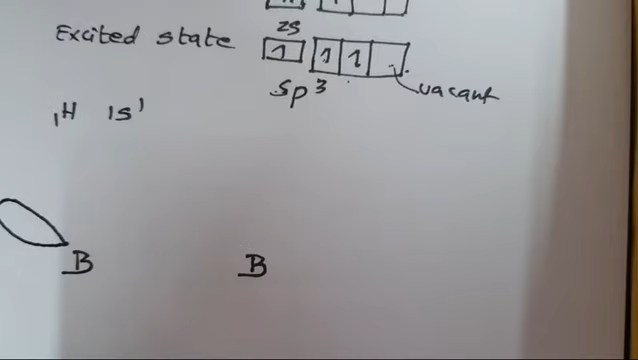 2s
Excited state 1 1 1
sp³ vacant
₁H 1s¹
B B